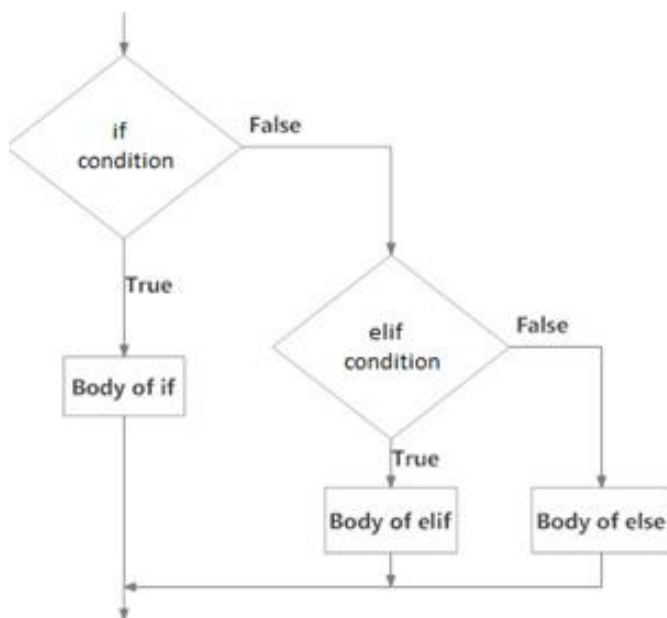 if
condition
False
True
elif
condition
False
Body of if
True
Body of elif
Body of else